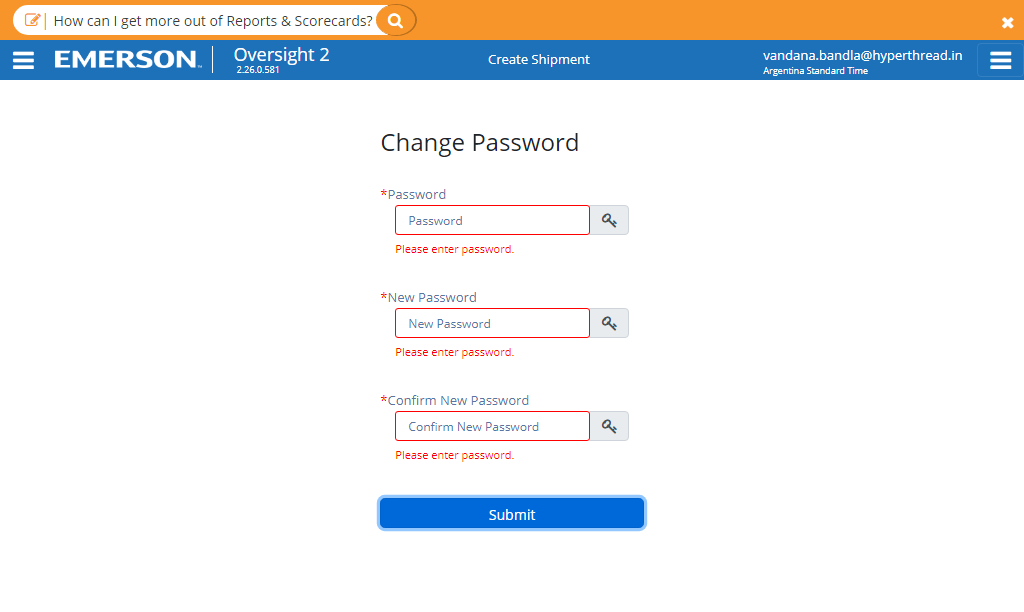 How can I get more out of Reports & Scorecards?
EMERSON™
Oversight 2
2.26.0.581
Create Shipment
vandana.bandla@hyperthread.in
Argentina Standard Time
Change Password
*Password
Password
Please enter password.
*New Password
New Password
Please enter password.
*Confirm New Password
Confirm New Password
Please enter password.
Submit